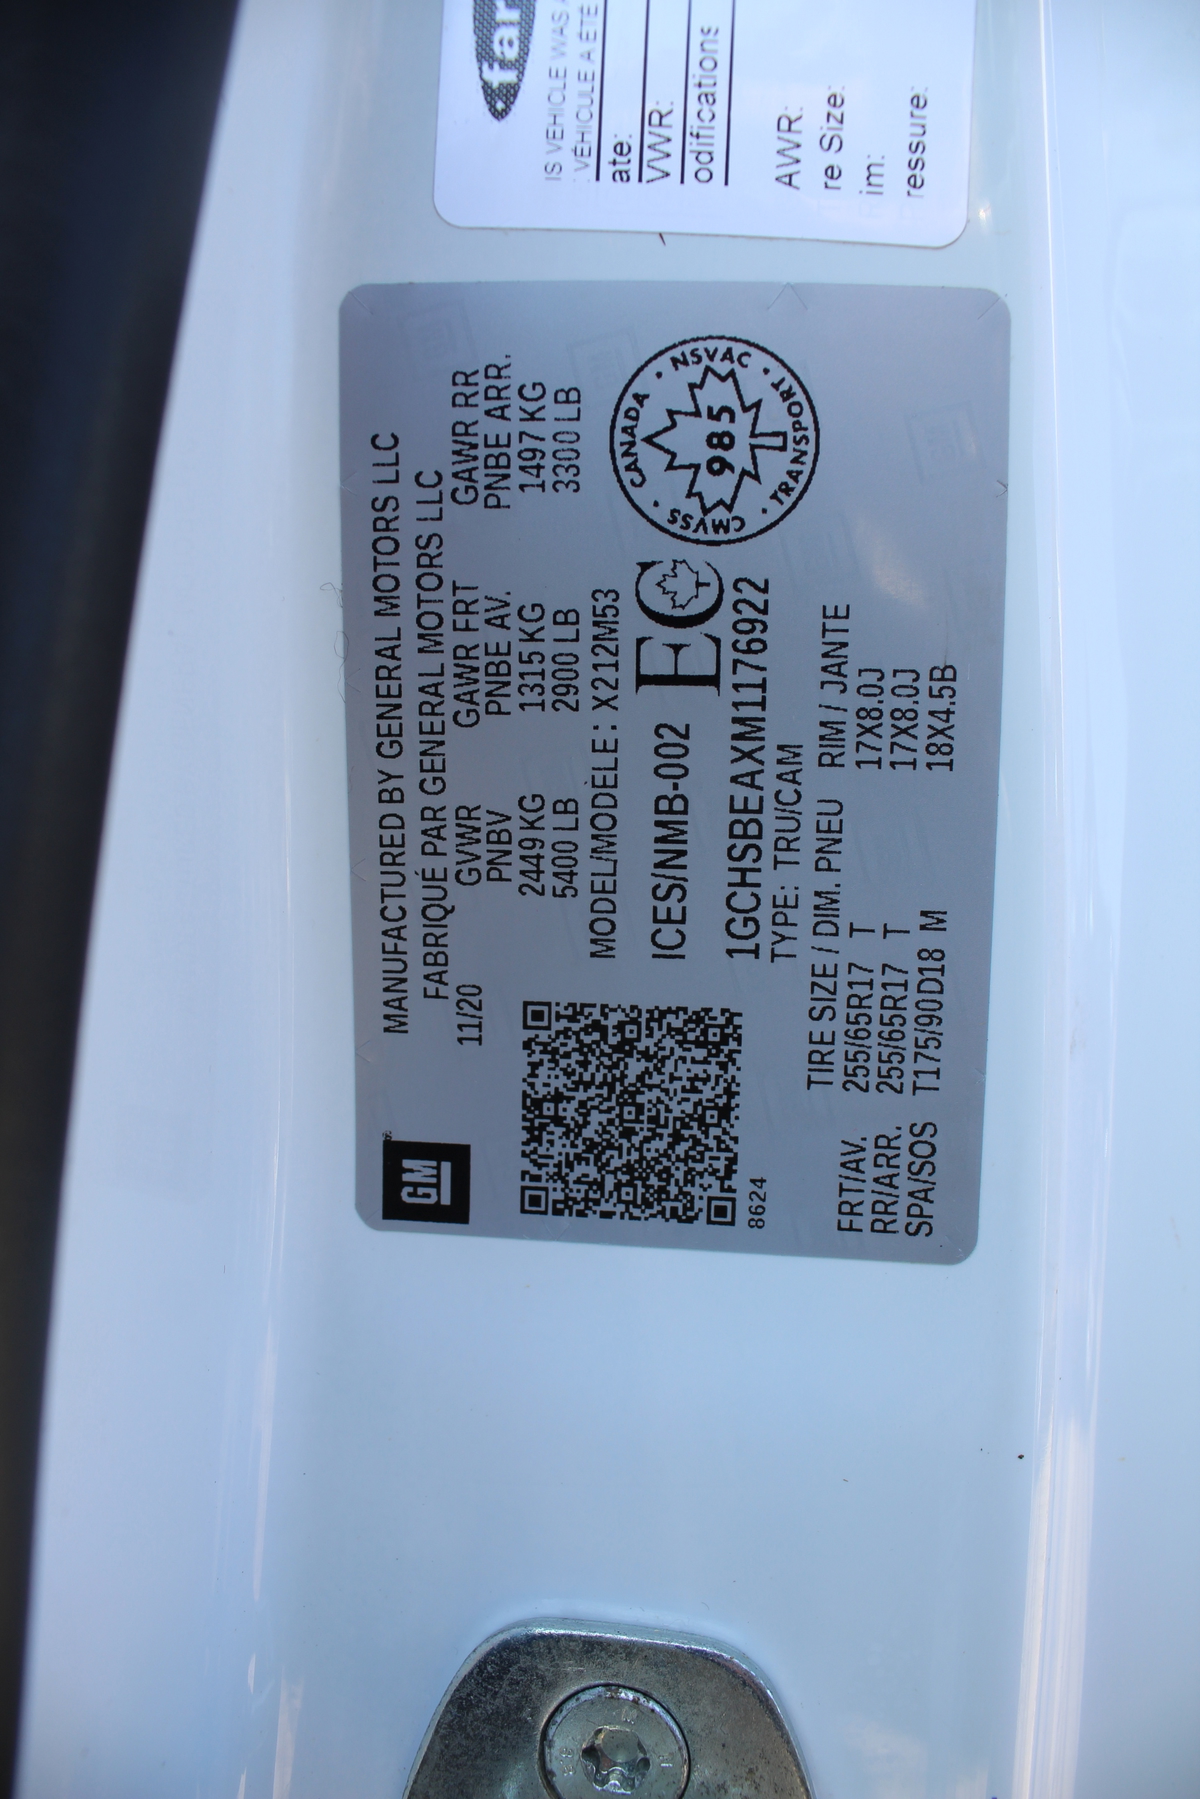 MANUFACTURED BY GENERAL MOTORS LLC
FABRIQUÉ PAR GENERAL MOTORS LLC
GM
11/20 GVWR GAWR FRT GAWR RR
PNBV PNBE AV. PNBE ARR.
2449 KG 1315 KG 1497 KG
5400 LB 2900 LB 3300 LB
MODEL/MODÈLE : X212M53
ICES/NMB-002
EC
CANADA · NSVAC · TRANSPORT · CMVSS ·
985
1GCHSBEAXM1176922
TYPE: TRU/CAM
8624
TIRE SIZE / DIM. PNEU RIM / JANTE
FRT/AV. 255/65R17 T 17X8.0J
RR/ARR. 255/65R17 T 17X8.0J
SPA/SOS T175/90D18 M 18X4.5B
far
IS VEHICLE WAS
VÉHICULE A ÉTÉ
ate:
VWR:
odifications
AWR:
re Size:
im:
ressure: